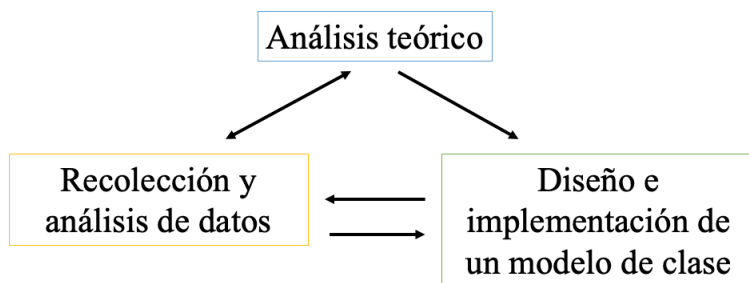 Análisis teórico
Recolección y
análisis de datos
Diseño e
implementación de
un modelo de clase